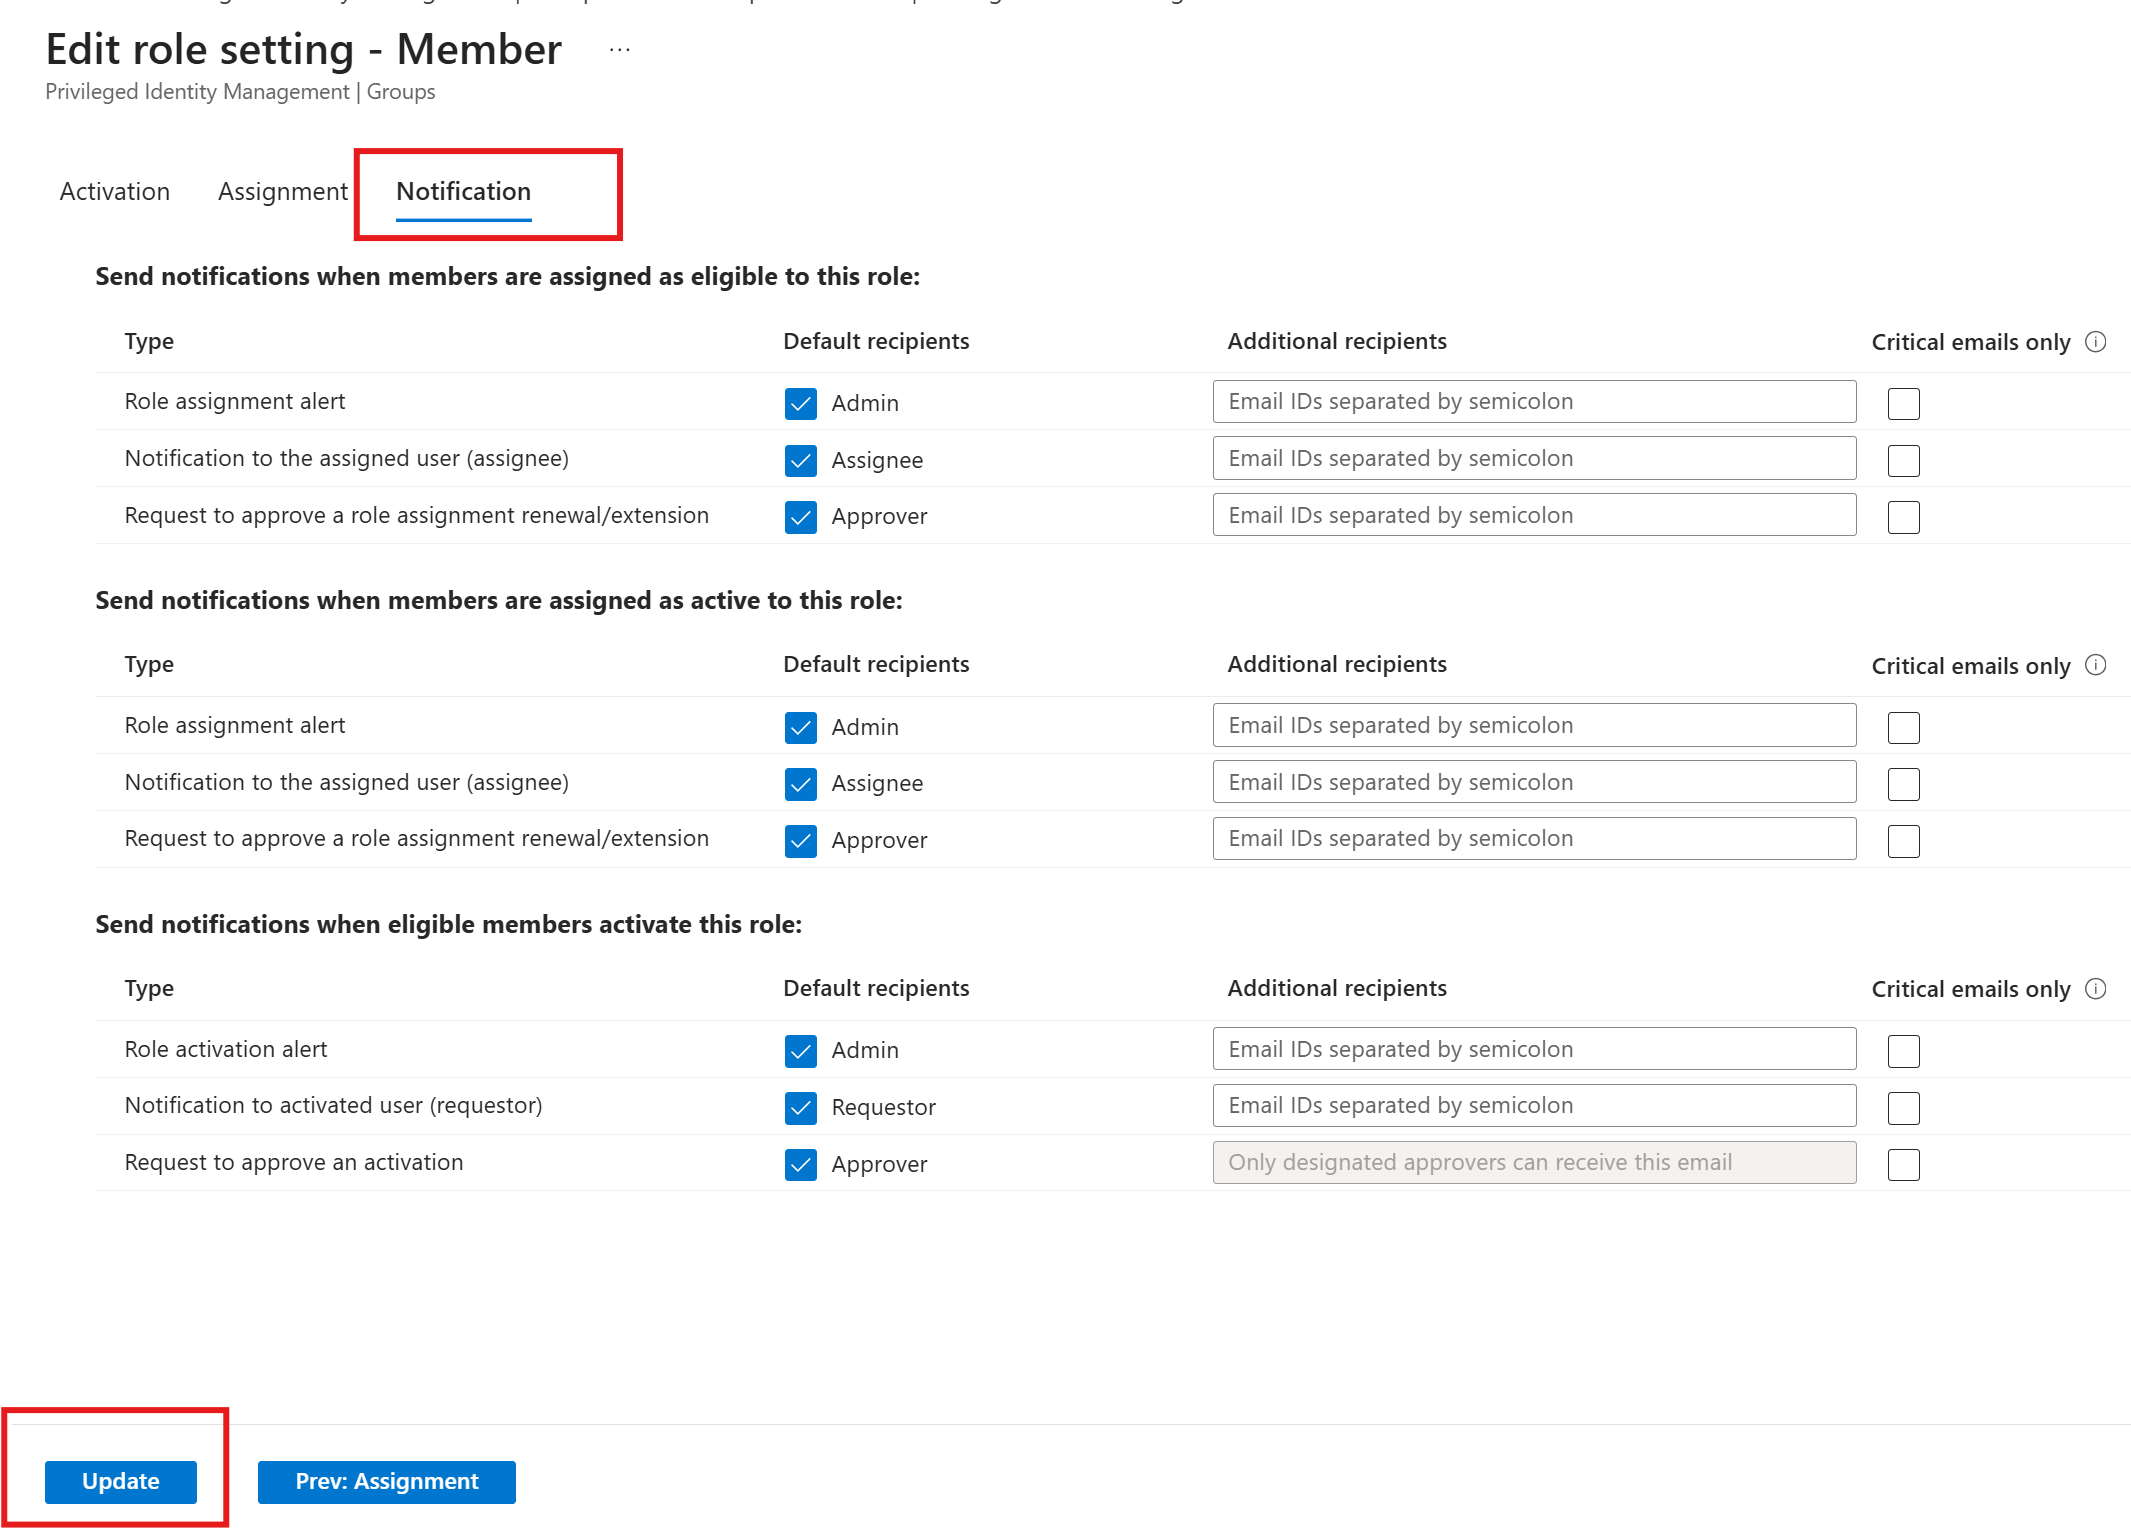 Edit role setting - Member ...
Privileged Identity Management | Groups
Activation Assignment Notification
Send notifications when members are assigned as eligible to this role:
Type Default recipients Additional recipients Critical emails only
Role assignment alert Admin Email IDs separated by semicolon
Notification to the assigned user (assignee) Assignee Email IDs separated by semicolon
Request to approve a role assignment renewal/extension Approver Email IDs separated by semicolon
Send notifications when members are assigned as active to this role:
Type Default recipients Additional recipients Critical emails only
Role assignment alert Admin Email IDs separated by semicolon
Notification to the assigned user (assignee) Assignee Email IDs separated by semicolon
Request to approve a role assignment renewal/extension Approver Email IDs separated by semicolon
Send notifications when eligible members activate this role:
Type Default recipients Additional recipients Critical emails only
Role activation alert Admin Email IDs separated by semicolon
Notification to activated user (requestor) Requestor Email IDs separated by semicolon
Request to approve an activation Approver Only designated approvers can receive this email
Update Prev: Assignment